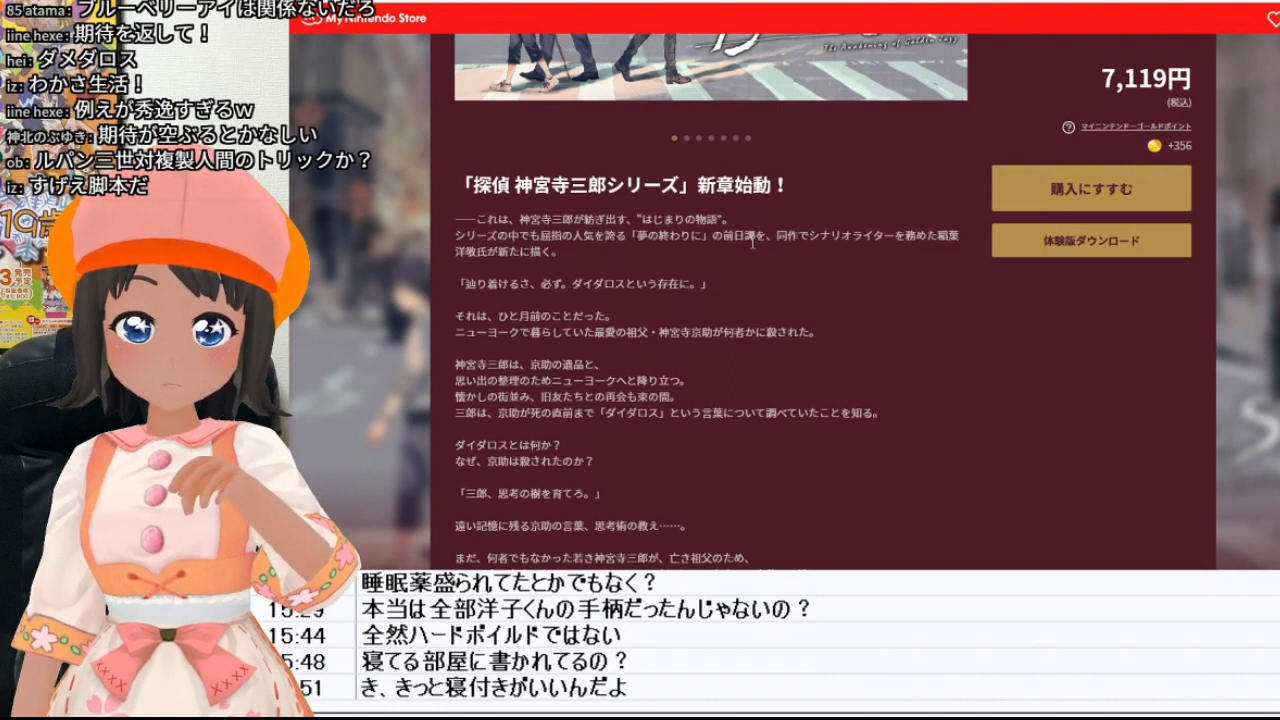 85 atama: ブルーベリーアイは関係ないだろ
iine hexe: 期待を返して！
hei: ダメダロス
iz: わかさ生活！
iine hexe: 例えが秀逸すぎるｗ
神北のぶゆき: 期待が空ぶるとかなしい
ob: ルパン三世対複製人間のトリックか？
iz: すげえ脚本だ
My Nintendo Store
The Awakening of Golden Jazz
7,119円
(税込)
マイニンテンドーゴールドポイント
+356
購入にすすむ
体験版ダウンロード
「探偵 神宮寺三郎シリーズ」新章始動！
――これは、神宮寺三郎が紡ぎ出す、“はじまりの物語”。
シリーズの中でも屈指の人気を誇る「夢の終わりに」の前日譚を、同作でシナリオライターを務めた稲葉
洋敬氏が新たに描く。
「辿り着けるさ、必ず。ダイダロスという存在に。」
それは、ひと月前のことだった。
ニューヨークで暮らしていた最愛の祖父・神宮寺京助が何者かに殺された。
神宮寺三郎は、京助の遺品と、
思い出の整理のためニューヨークへと降り立つ。
懐かしの街並み、旧友たちとの再会も束の間。
三郎は、京助が死の直前まで「ダイダロス」という言葉について調べていたことを知る。
ダイダロスとは何か？
なぜ、京助は殺されたのか？
「三郎、思考の樹を育てろ。」
遠い記憶に残る京助の言葉、思考術の教え……。
まだ、何者でもなかった若き神宮寺三郎が、亡き祖父のため、
19歳
睡眠薬盛られてたとかでもなく？
15:29 本当は全部洋子くんの手柄だったんじゃないの？
15:44 全然ハードボイルドではない
5:48 寝てる部屋に書かれてるの？
51 き、きっと寝付きがいいんだよ